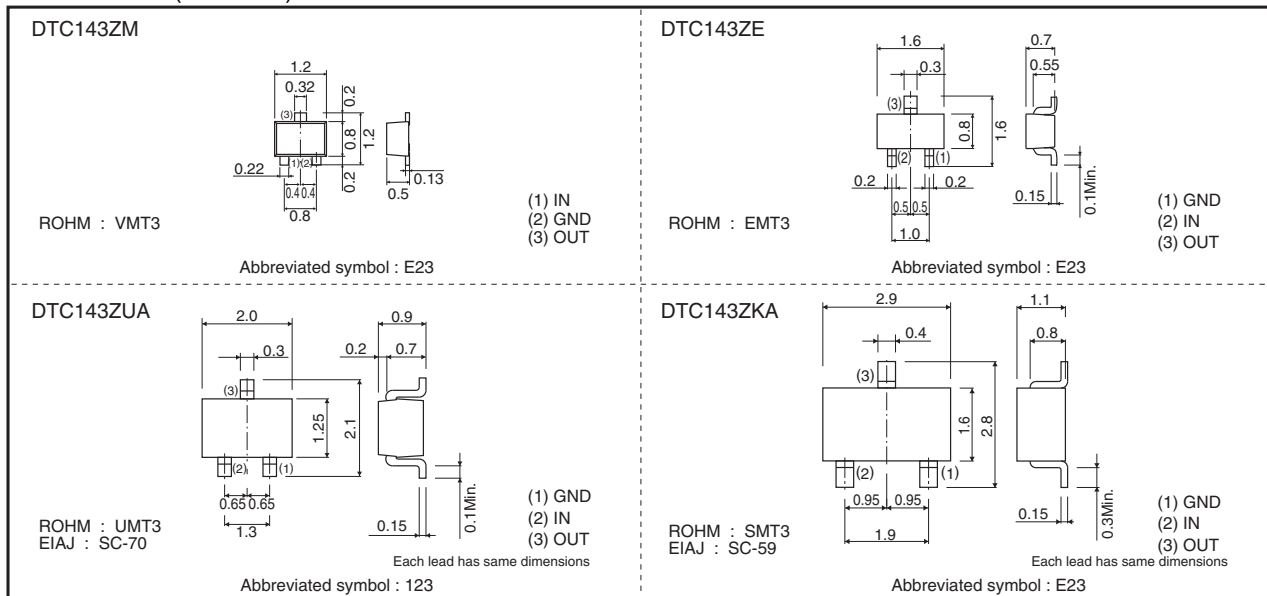 DTC143ZM
1.2
0.32
0.2
(3)
0.8
1.2
(1)
(2)
0.22
0.2
0.4
0.4
0.8
0.5
0.13
(1) IN
(2) GND
(3) OUT
ROHM : VMT3
Abbreviated symbol : E23
DTC143ZE
1.6
0.3
0.7
0.55
(3)
0.8
1.6
(2)
(1)
0.2
0.2
0.5
0.5
1.0
0.15
0.1Min.
(1) GND
(2) IN
(3) OUT
ROHM : EMT3
Abbreviated symbol : E23
DTC143ZUA
2.0
0.3
0.9
0.2
0.7
(3)
1.25
2.1
(2)
(1)
0.65
0.65
1.3
0.15
0.1Min.
(1) GND
(2) IN
(3) OUT
ROHM : UMT3
EIAJ : SC-70
Each lead has same dimensions
Abbreviated symbol : 123
DTC143ZKA
2.9
0.4
1.1
0.8
(3)
1.6
2.8
(2)
(1)
0.95
0.95
1.9
0.15
0.3Min.
(1) GND
(2) IN
(3) OUT
ROHM : SMT3
EIAJ : SC-59
Each lead has same dimensions
Abbreviated symbol : E23